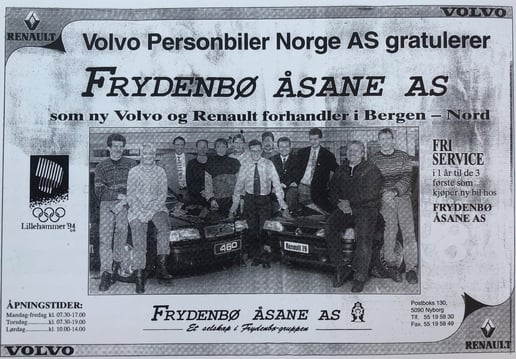 VOLVO
RENAULT
Volvo Personbiler Norge AS gratulerer
FRYDENBØ ÅSANE AS
som ny Volvo og Renault forhandler i Bergen – Nord
FRI
SERVICE
i 1 år til de 3
første som
kjøper ny bil hos
FRYDENBØ
ÅSANE AS
Lillehammer '94
460
Renault 19
ÅPNINGSTIDER:
Mandag-fredag kl. 07.30-17.00
Torsdag kl. 07.30-19.00
Lørdag kl. 10.00-14.00
FRYDENBØ ÅSANE AS
Et selskap i Frydenbø-gruppen
Postboks 130,
5090 Nyborg
Tlf. 55 19 58 30
Fax. 55 19 58 49
VOLVO
RENAULT